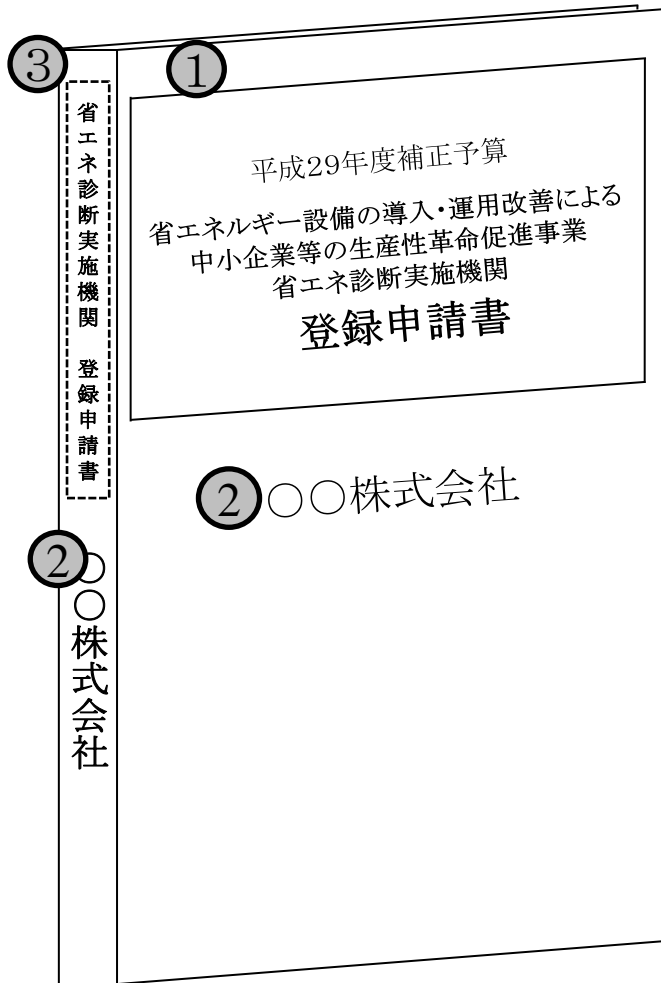 ③
①
省エネ診断実施機関 登録申請書
平成29年度補正予算
省エネルギー設備の導入・運用改善による
中小企業等の生産性革命促進事業
省エネ診断実施機関
登録申請書
②
○○株式会社
②
○○株式会社